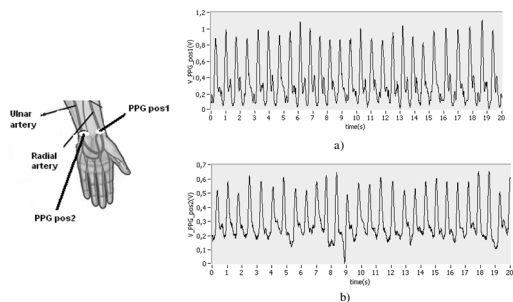 Ulnar
artery
PPG pos1
Radial
artery
PPG pos2
V_PPG_pos1(V)
1,2
1
0,8
0,6
0,4
0,2
0
0 1 2 3 4 5 6 7 8 9 10 11 12 13 14 15 16 17 18 19 20
time(s)
a)
V_PPG_pos2(V)
0,7
0,6
0,5
0,4
0,3
0,2
0,1
0
0 1 2 3 4 5 6 7 8 9 10 11 12 13 14 15 16 17 18 19 20
time(s)
b)